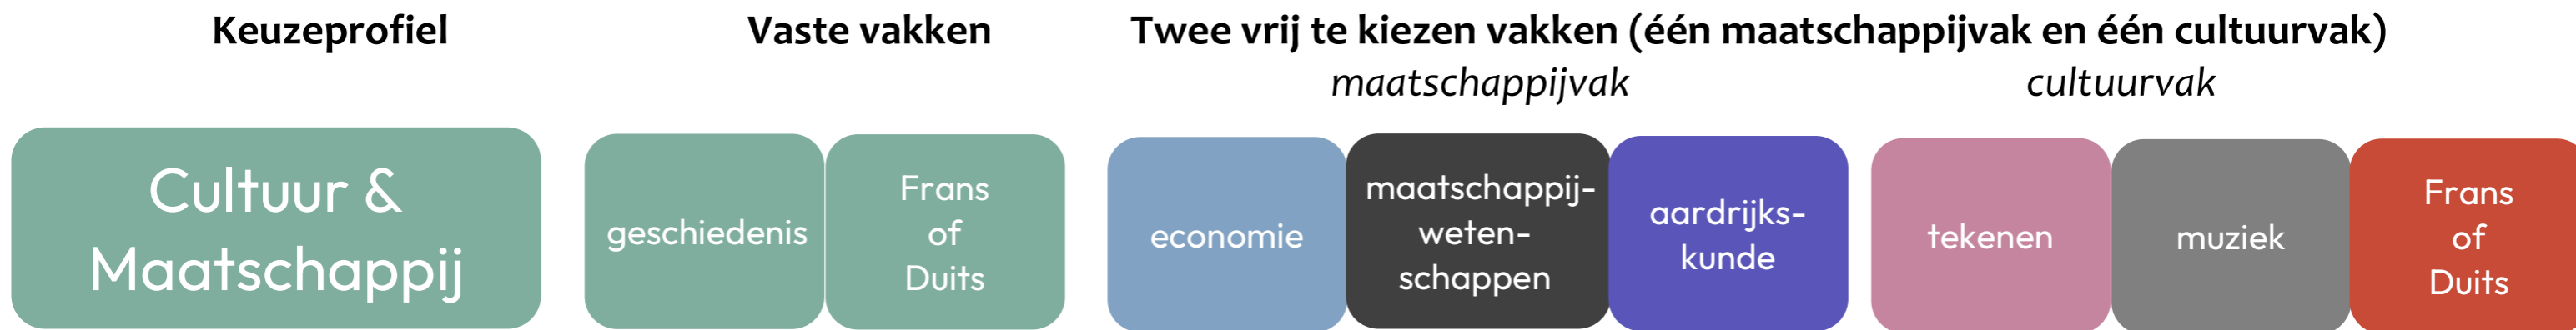 Keuzeprofiel
Vaste vakken
Twee vrij te kiezen vakken (één maatschappijvak en één cultuurvak)
maatschappijvak
cultuurvak
Cultuur &
Maatschappij
geschiedenis
Frans
of
Duits
economie
maatschappij-
weten-
schappen
aardrijks-
kunde
tekenen
muziek
Frans
of
Duits